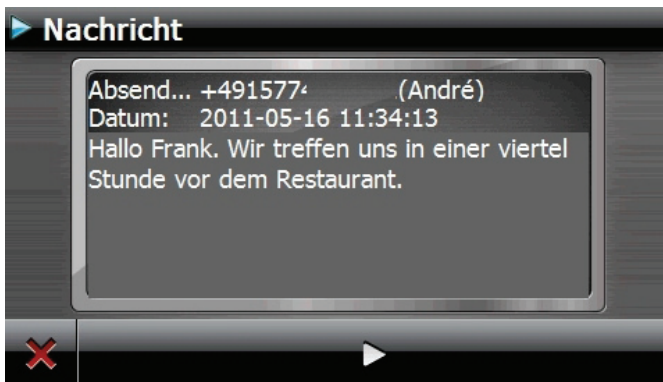 Nachricht
Absend... +491577 (André)
Datum: 2011-05-16 11:34:13
Hallo Frank. Wir treffen uns in einer viertel
Stunde vor dem Restaurant.